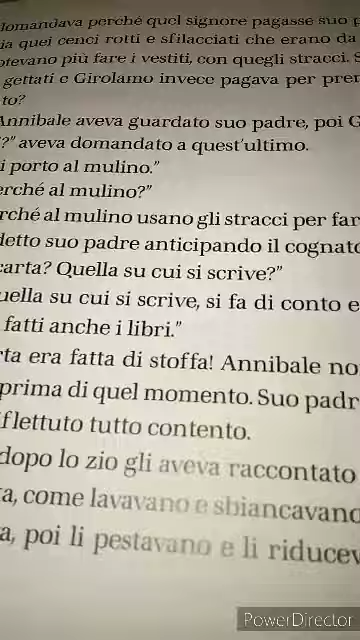 domandava perché quel signore pagasse suo p
ia quei cenci rotti e sfilacciati che erano da
otevano più fare i vestiti, con quegli stracci. S
gettati e Girolamo invece pagava per prer
to?
Annibale aveva guardato suo padre, poi G
?" aveva domandato a quest'ultimo.
i porto al mulino."
erché al mulino?"
rché al mulino usano gli stracci per far
detto suo padre anticipando il cognato
carta? Quella su cui si scrive?"
uella su cui si scrive, si fa di conto e
fatti anche i libri."
rta era fatta di stoffa! Annibale no
prima di quel momento. Suo padr
flettuto tutto contento.
dopo lo zio gli aveva raccontato
a, come lavavano e sbiancavano
a, poi li pestavano e li riducev
PowerDirector